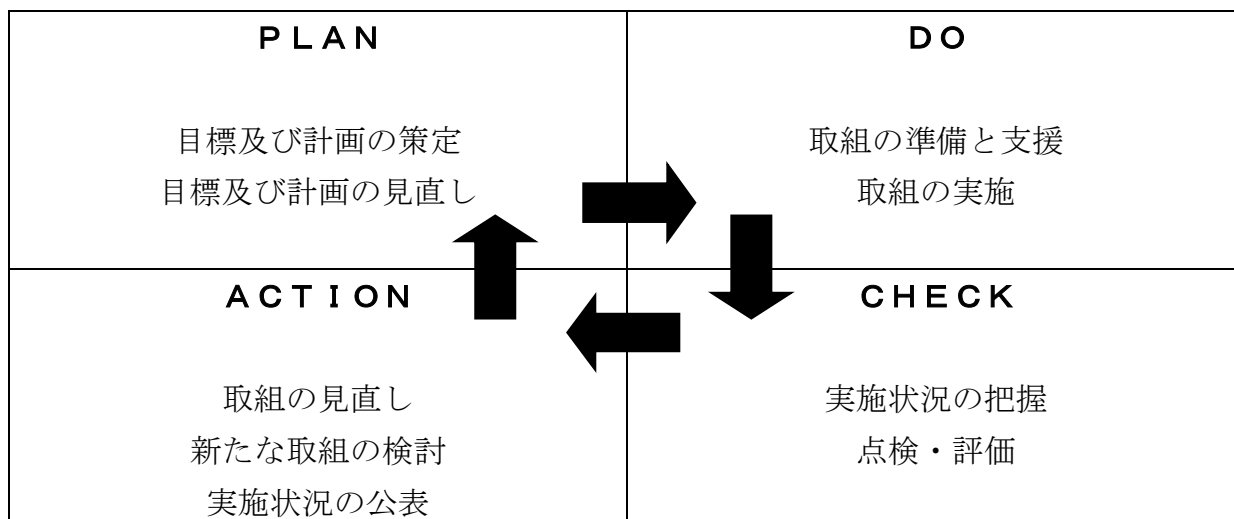 ＰＬＡＮ
目標及び計画の策定
目標及び計画の見直し
ＤＯ
取組の準備と支援
取組の実施
ＡＣＴＩＯＮ
取組の見直し
新たな取組の検討
実施状況の公表
ＣＨＥＣＫ
実施状況の把握
点検・評価